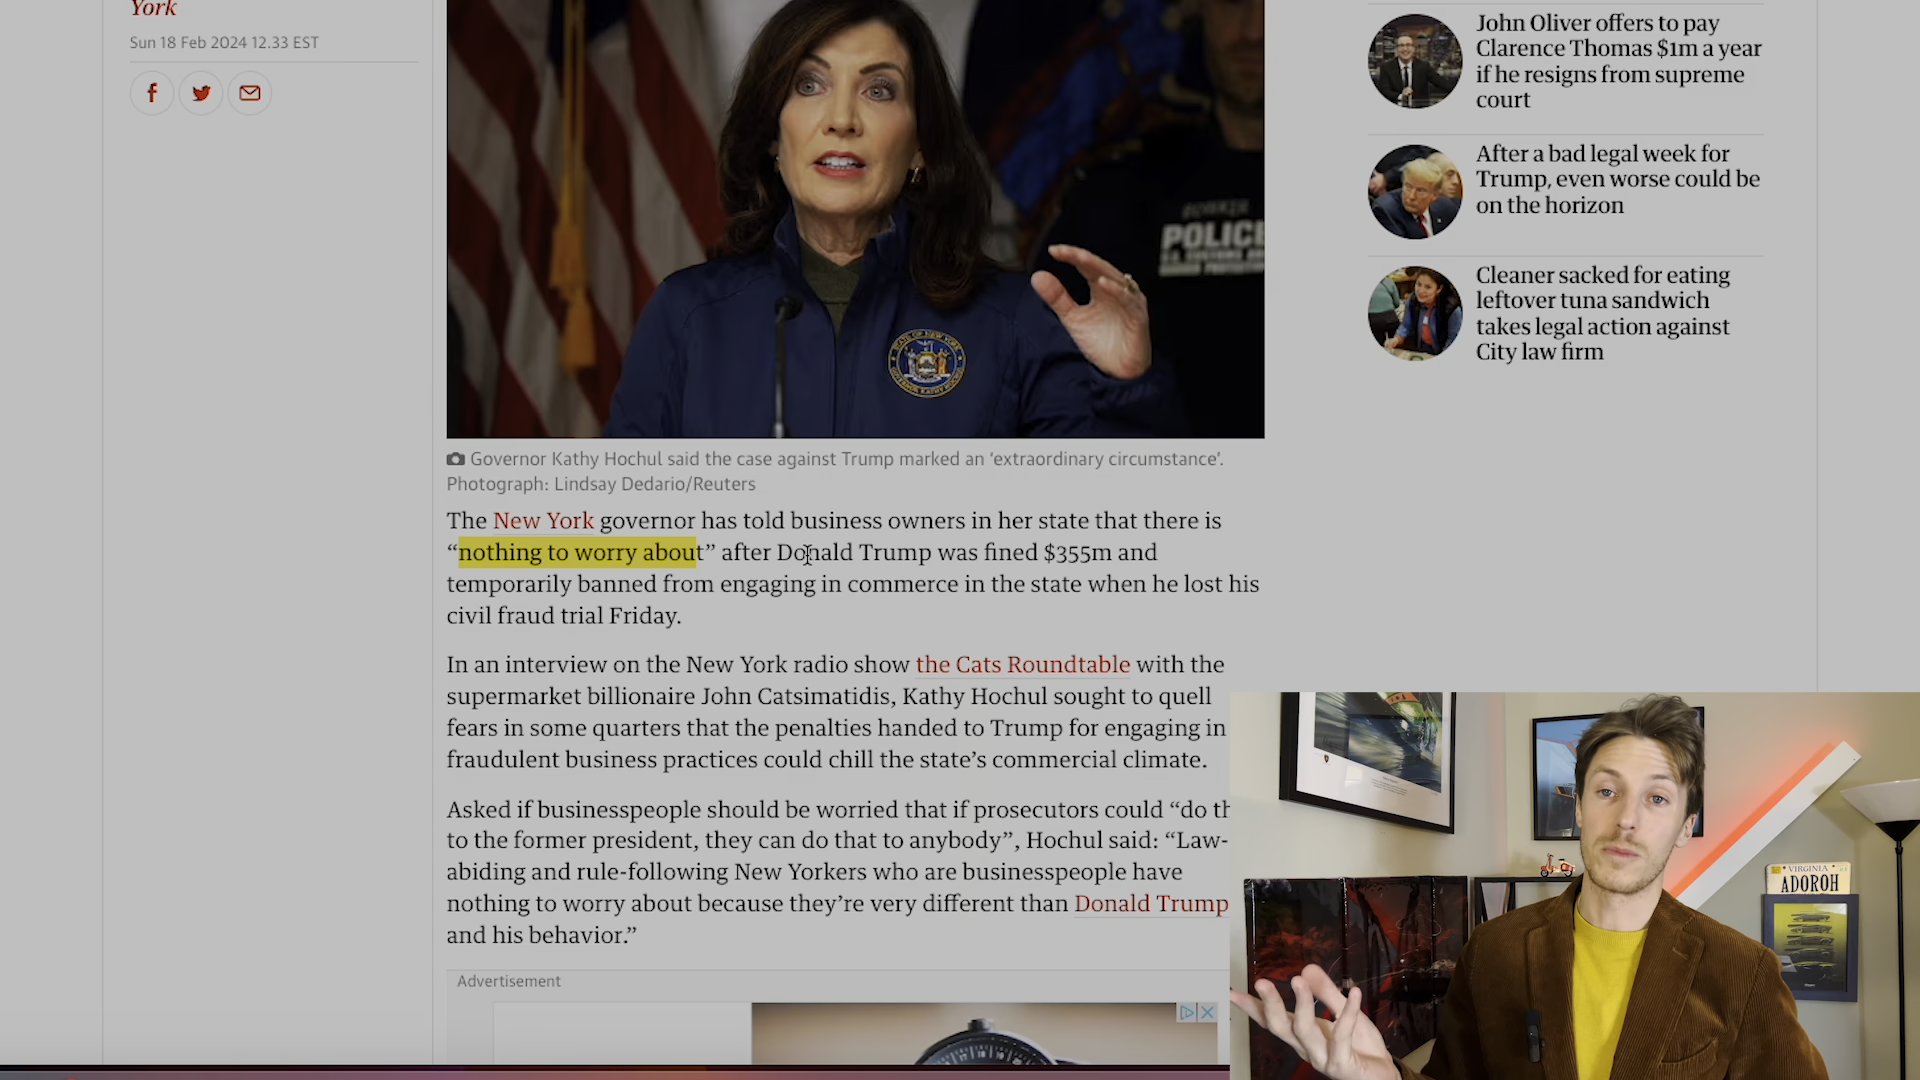 York
Sun 18 Feb 2024 12.33 EST
POLICE
STATE OF NEW YORK
GOVERNOR KATHY HOCHUL
Governor Kathy Hochul said the case against Trump marked an ‘extraordinary circumstance’.
Photograph: Lindsay Dedario/Reuters
The New York governor has told business owners in her state that there is
“nothing to worry about” after Donald Trump was fined $355m and
temporarily banned from engaging in commerce in the state when he lost his
civil fraud trial Friday.
In an interview on the New York radio show the Cats Roundtable with the
supermarket billionaire John Catsimatidis, Kathy Hochul sought to quell
fears in some quarters that the penalties handed to Trump for engaging in
fraudulent business practices could chill the state’s commercial climate.
Asked if businesspeople should be worried that if prosecutors could “do th
to the former president, they can do that to anybody”, Hochul said: “Law-
abiding and rule-following New Yorkers who are businesspeople have
nothing to worry about because they’re very different than Donald Trump
and his behavior.”
Advertisement
John Oliver offers to pay
Clarence Thomas $1m a year
if he resigns from supreme
court
After a bad legal week for
Trump, even worse could be
on the horizon
Cleaner sacked for eating
leftover tuna sandwich
takes legal action against
City law firm
VIRGINIA
ADOROH